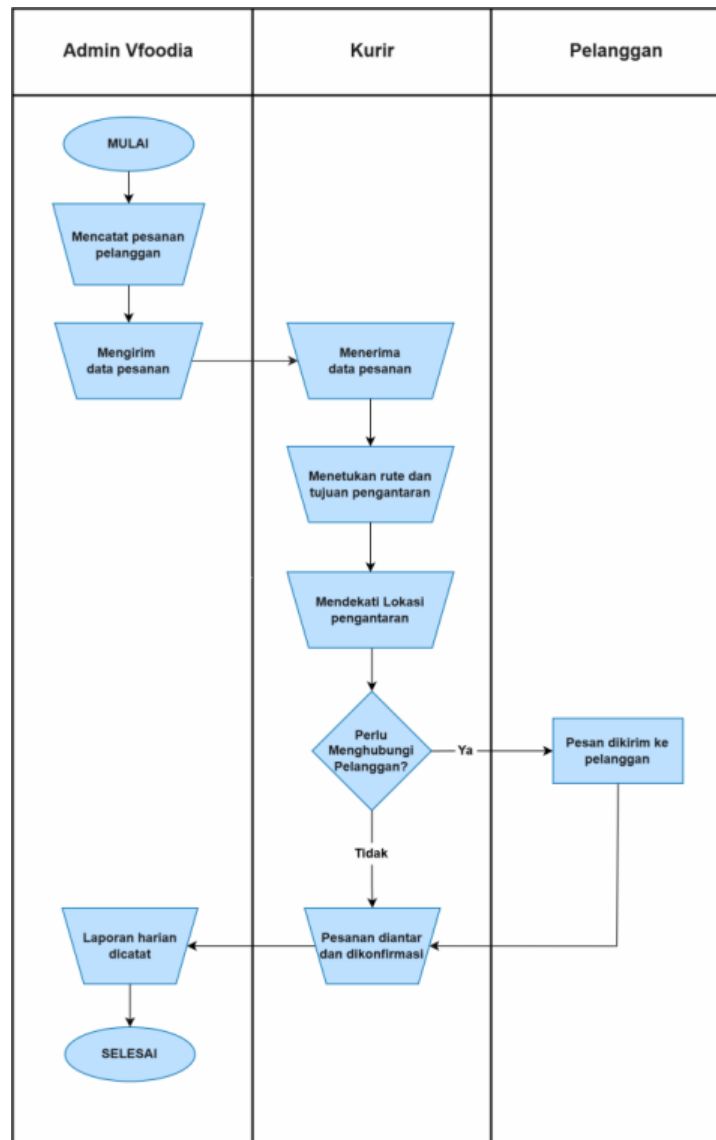 Admin Vfoodia
Kurir
Pelanggan
MULAI
Mencatat pesanan
pelanggan
Mengirim
data pesanan
Menerima
data pesanan
Menetukan rute dan
tujuan pengantaran
Mendekati Lokasi
pengantaran
Perlu
Menghubungi
Pelanggan?
Ya
Pesan dikirim ke
pelanggan
Tidak
Pesanan diantar
dan dikonfirmasi
Laporan harian
dicatat
SELESAI